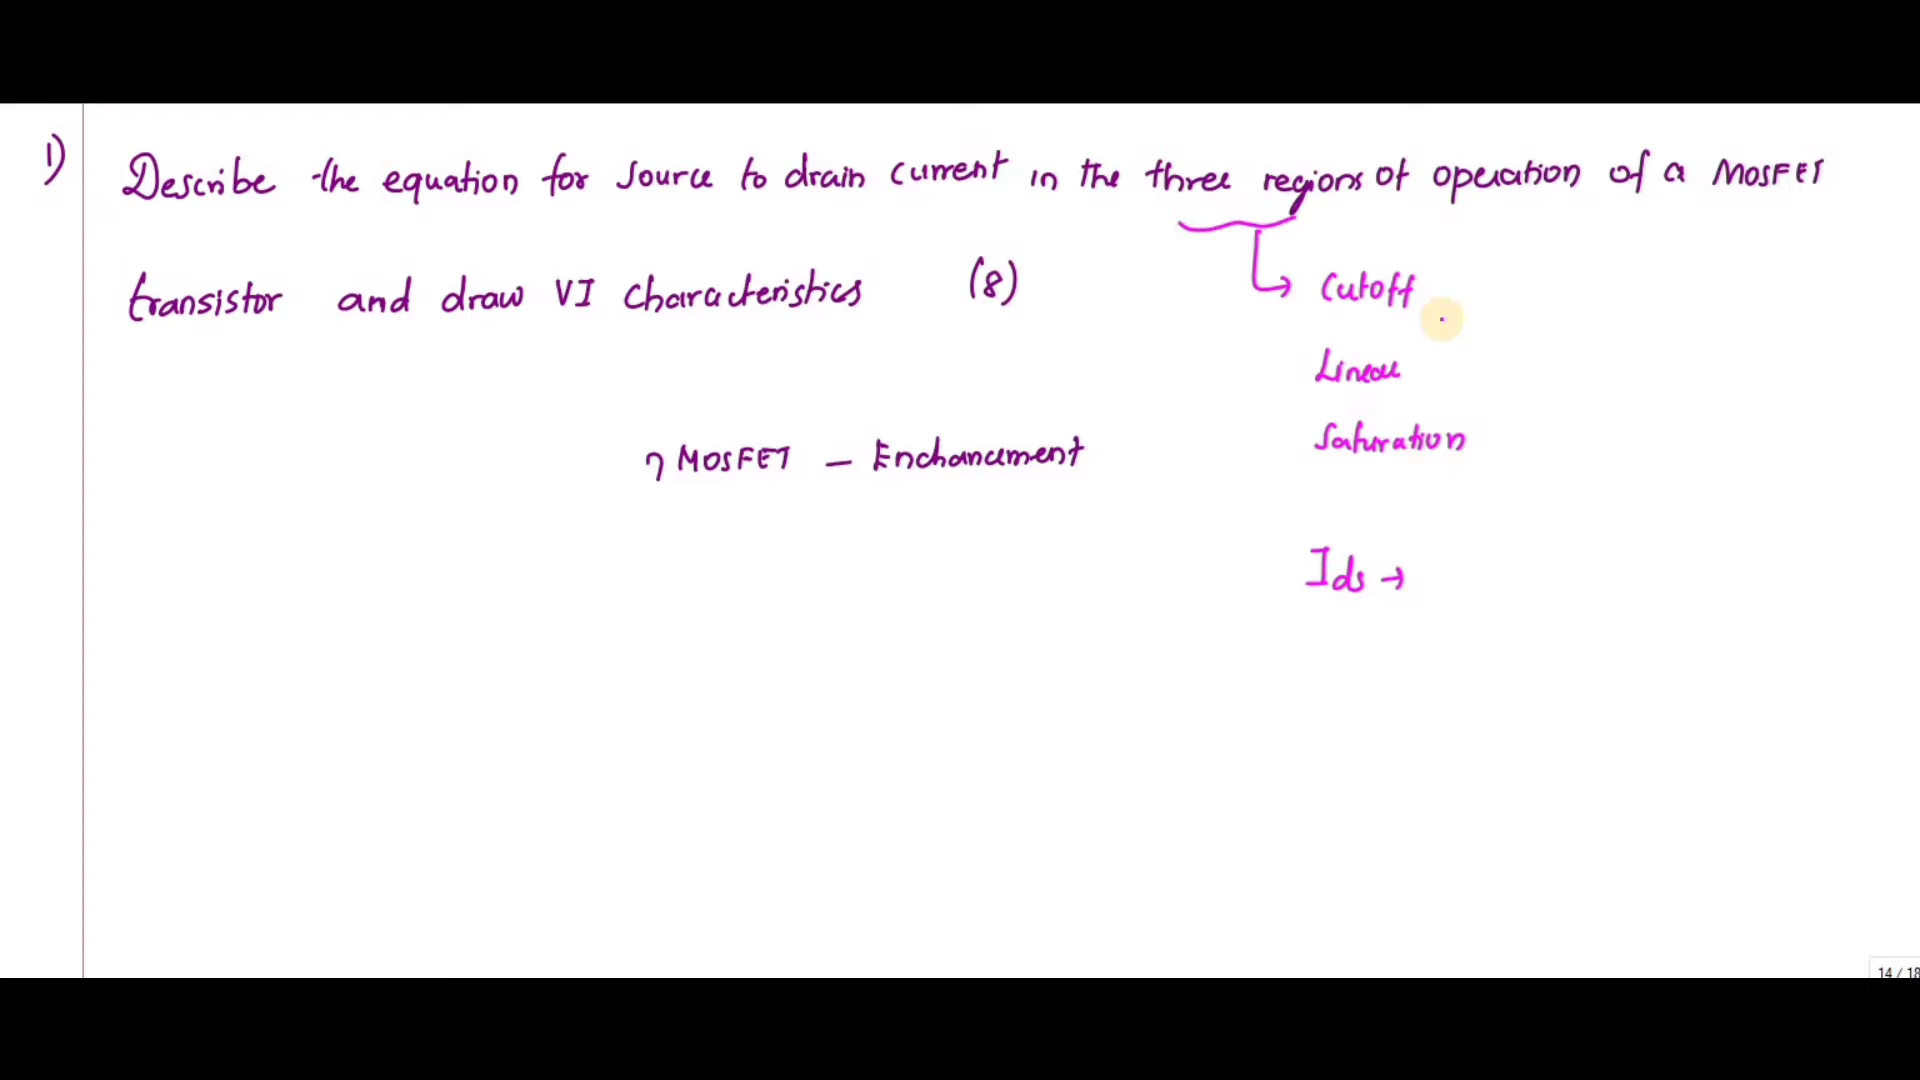 1) Describe the equation for source to drain current in the three regions of operation of a MOSFET
transistor and draw VI characteristics (8)
→ Cutoff
Linear
Saturation
nMOSFET - Enchancement
Ids →
14 / 18